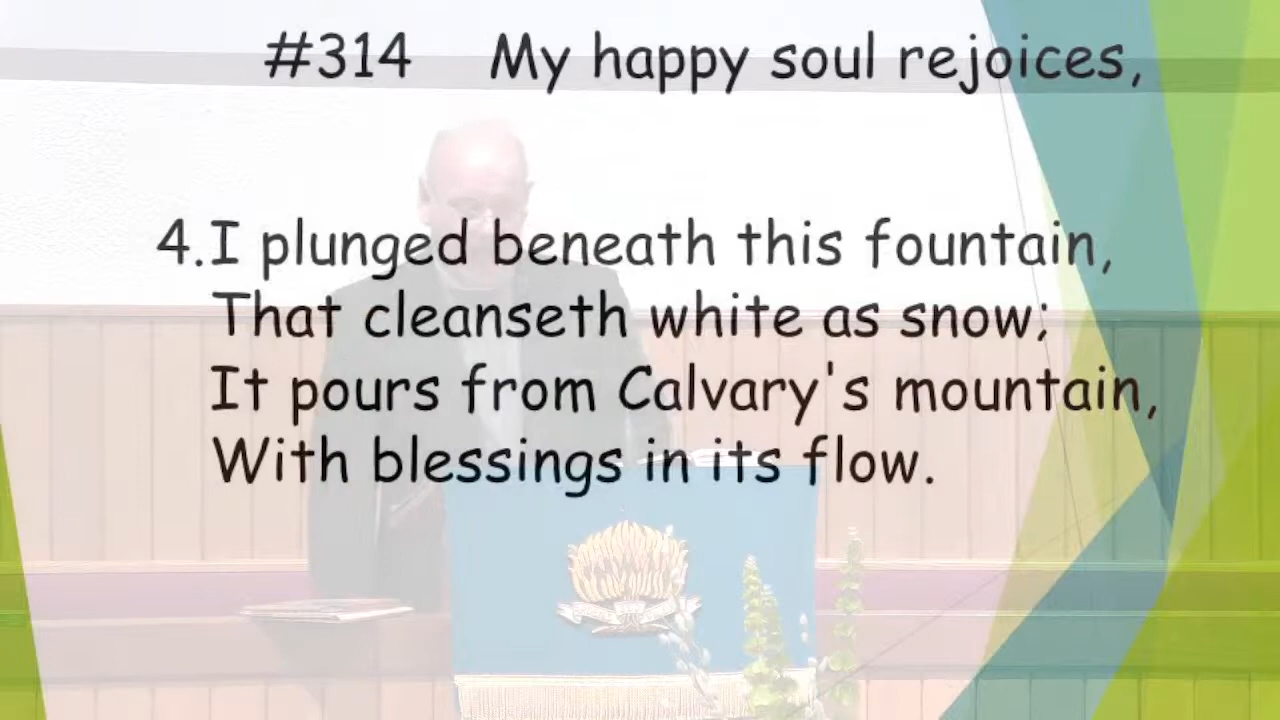 #314 My happy soul rejoices,
4.I plunged beneath this fountain,
That cleanseth white as snow;
It pours from Calvary's mountain,
With blessings in its flow.